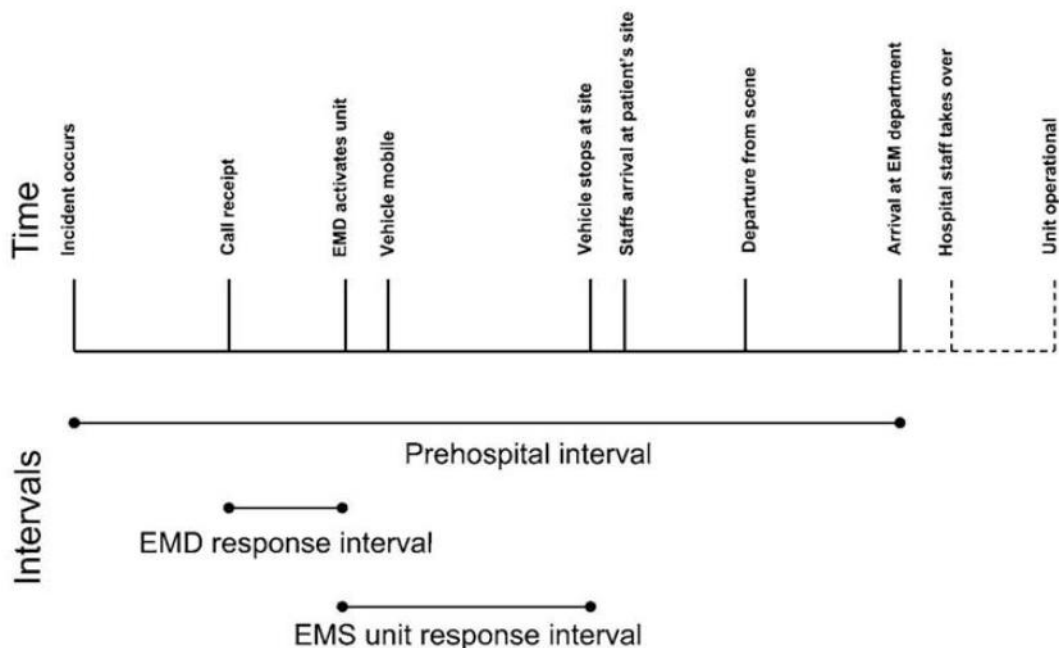 Time
Incident occurs
Call receipt
EMD activates unit
Vehicle mobile
Vehicle stops at site
Staffs arrival at patient's site
Departure from scene
Arrival at EM department
Hospital staff takes over
Unit operational
Intervals
Prehospital interval
EMD response interval
EMS unit response interval